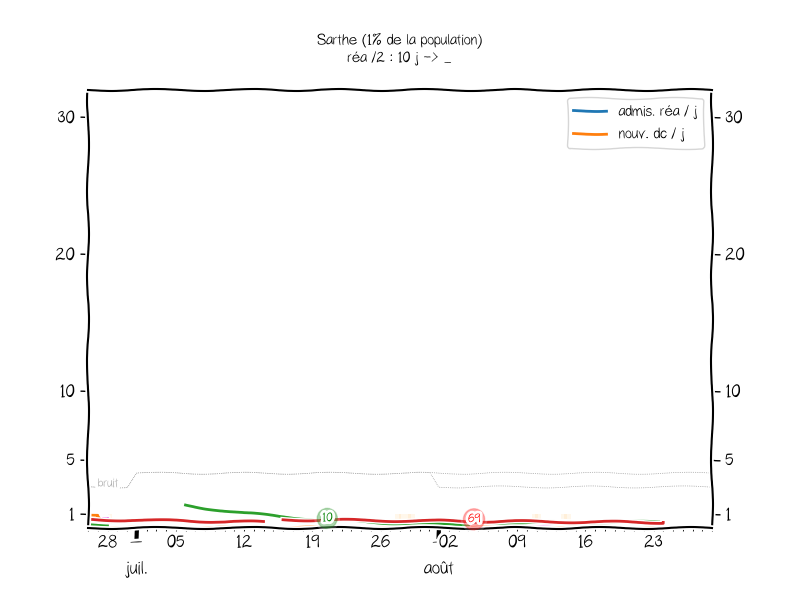 Sarthe (1% de la population)
réa /2 : 10 j -> _
admis. réa / j
nouv. dc / j
30 30
20 20
10 10
5 5
bruit
1 1
10 69
28 05 12 19 26 02 09 16 23
juil. août